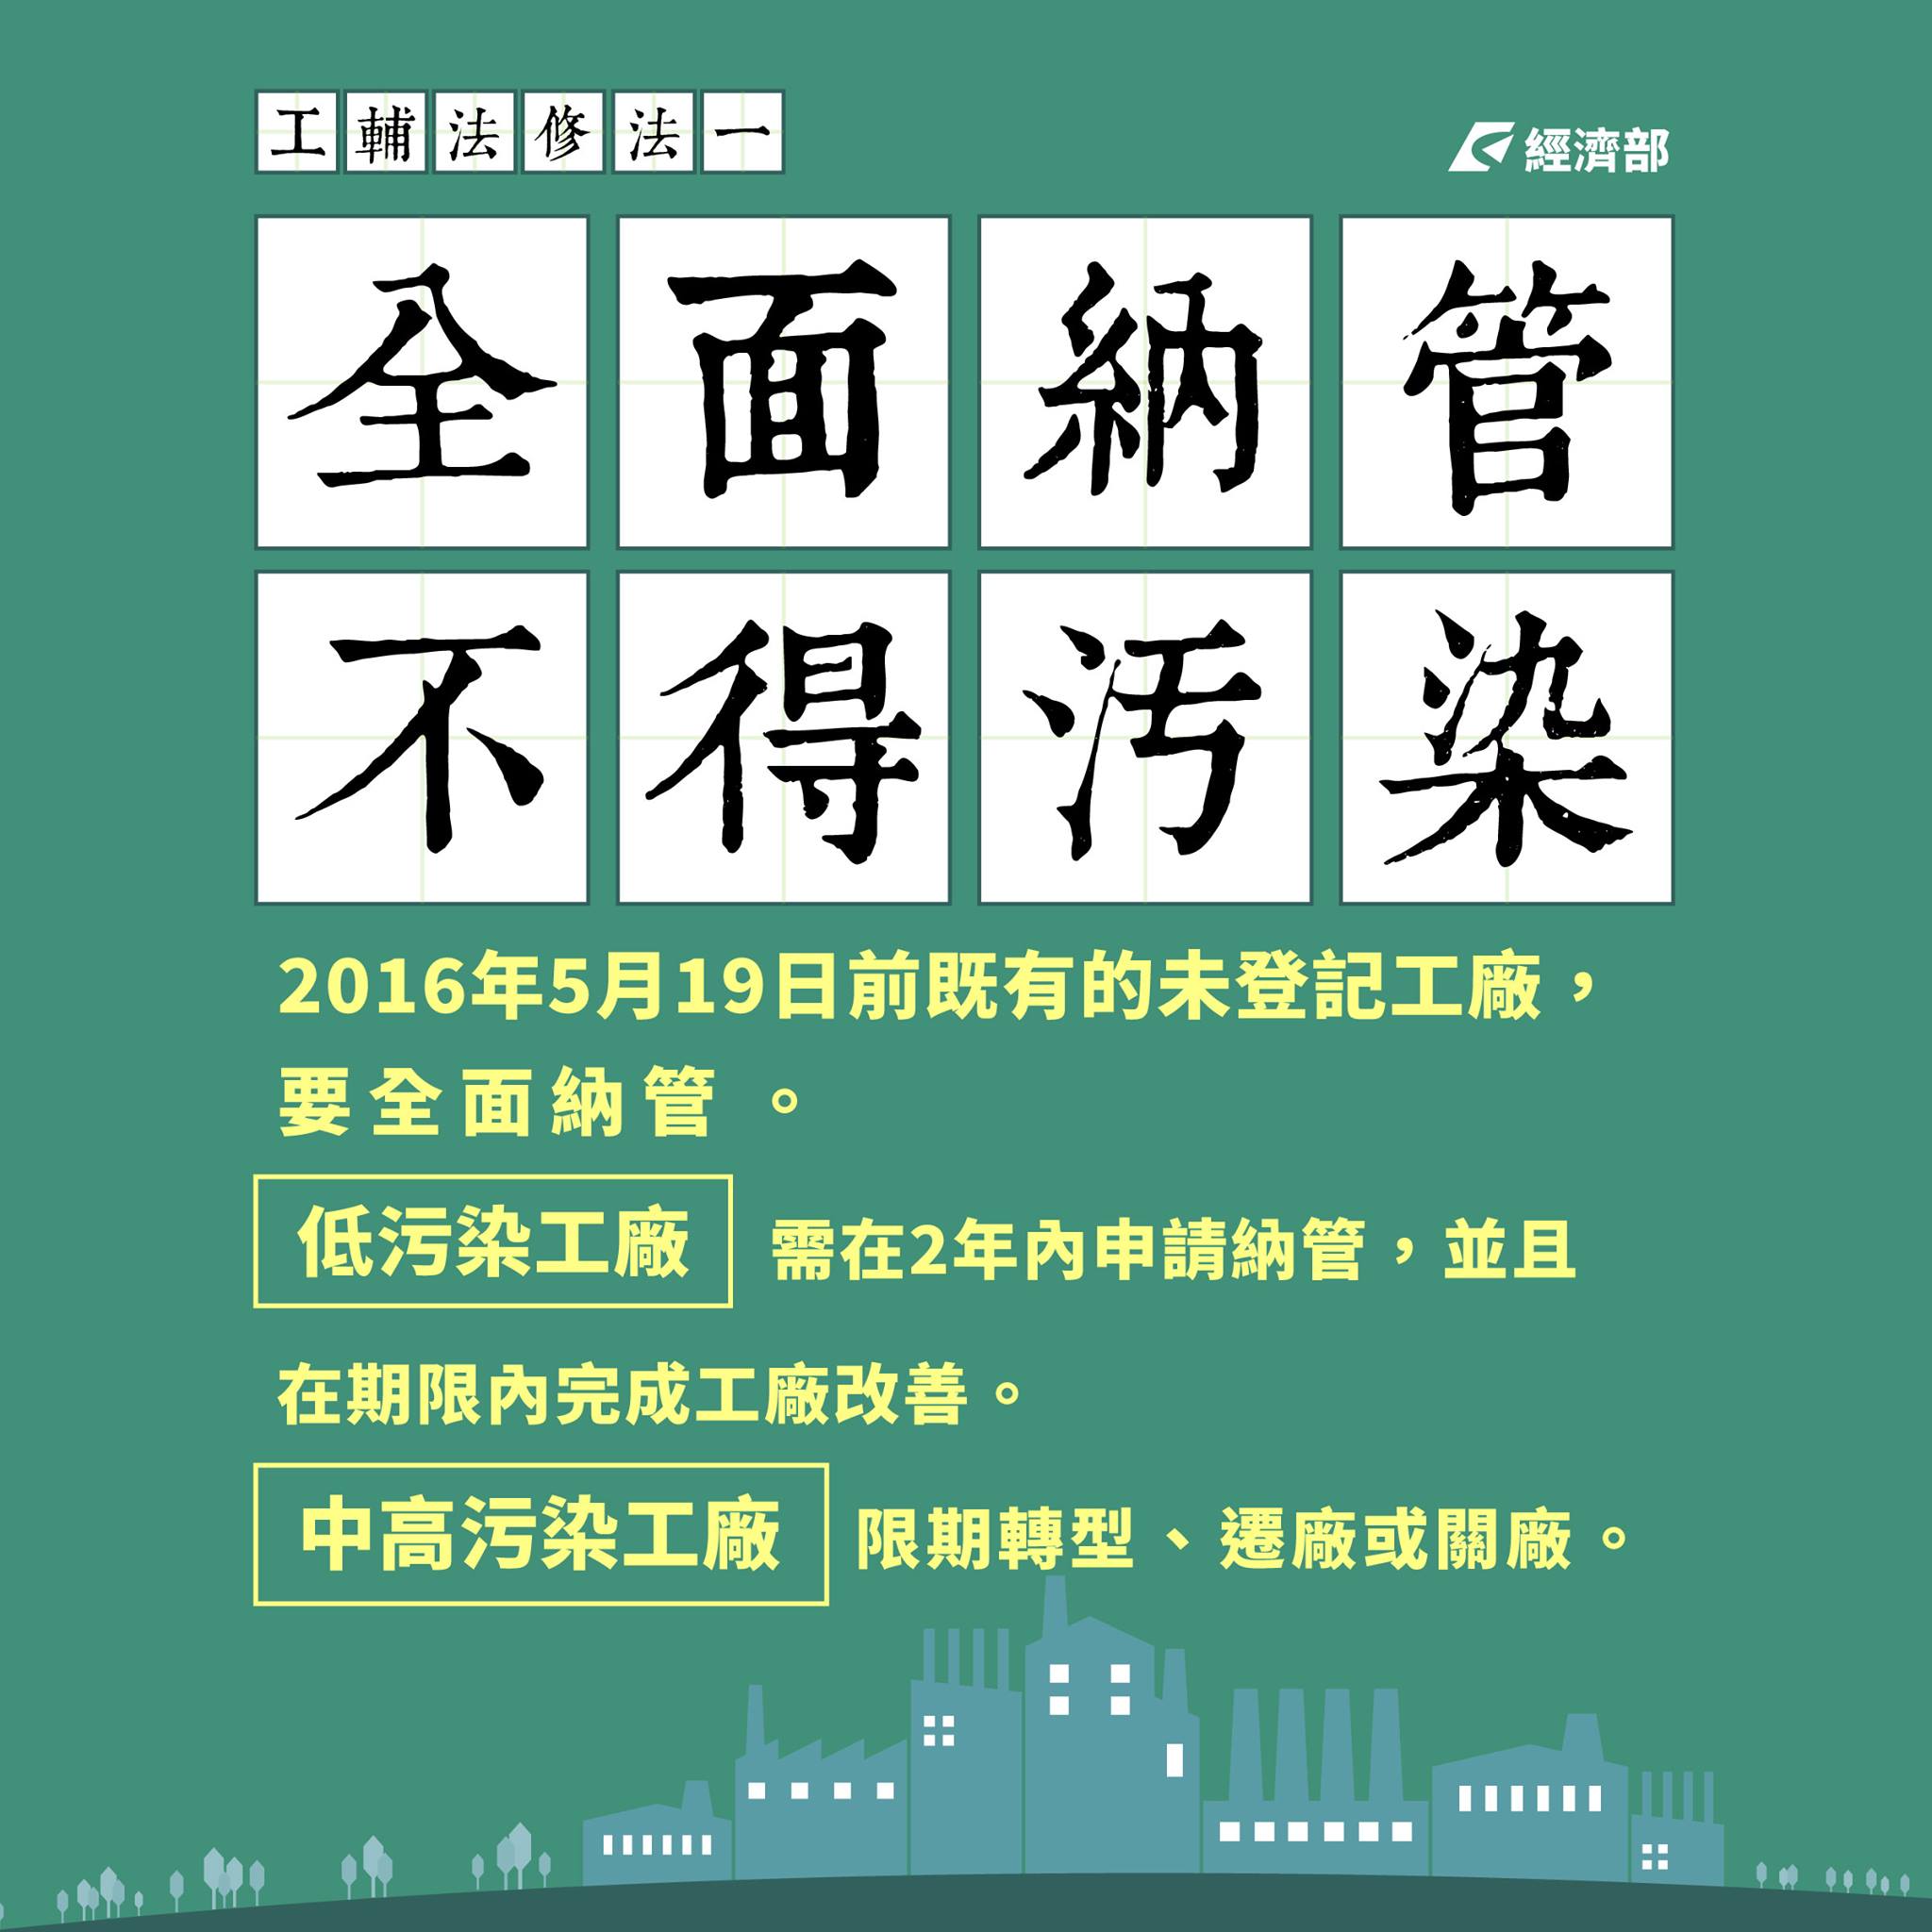 工輔法修法一
經濟部
全面納管
不得污染
2016年5月19日前既有的未登記工廠，
要全面納管。
低污染工廠 需在2年內申請納管，並且
在期限內完成工廠改善。
中高污染工廠 限期轉型、遷廠或關廠。